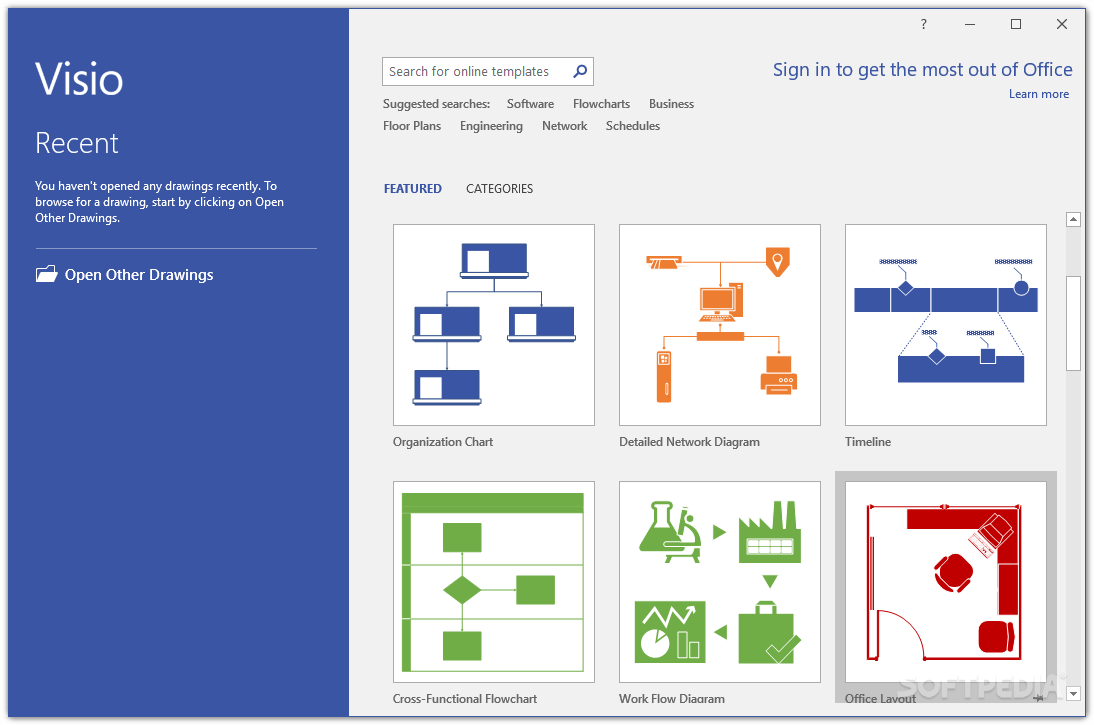 ?
Visio
Recent
You haven't opened any drawings recently. To
browse for a drawing, start by clicking on Open
Other Drawings.
Open Other Drawings
Search for online templates
Sign in to get the most out of Office
Learn more
Suggested searches: Software Flowcharts Business
Floor Plans Engineering Network Schedules
FEATURED CATEGORIES
Organization Chart
Detailed Network Diagram
Timeline
Cross-Functional Flowchart
Work Flow Diagram
Office Layout
SOFTPEDIA